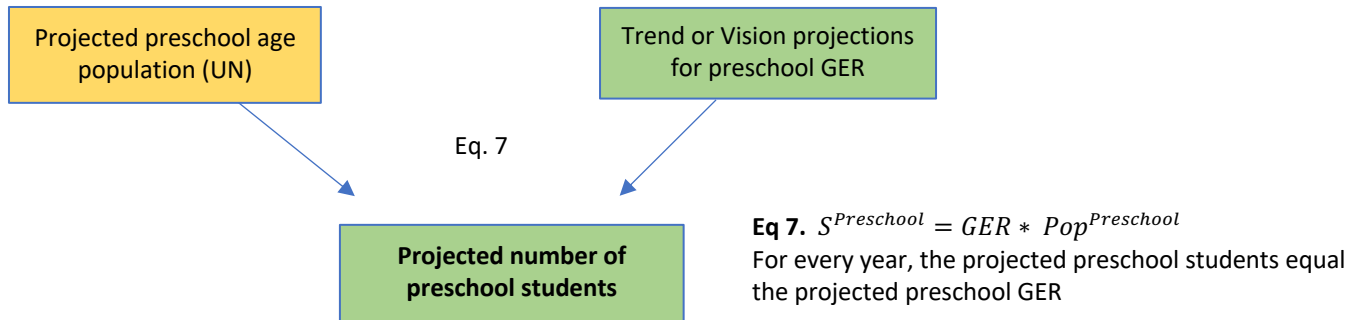 Projected preschool age
population (UN)
Trend or Vision projections
for preschool GER
Eq. 7
Projected number of
preschool students
Eq 7. S^{Preschool} = GER * Pop^{Preschool}
For every year, the projected preschool students equal
the projected preschool GER